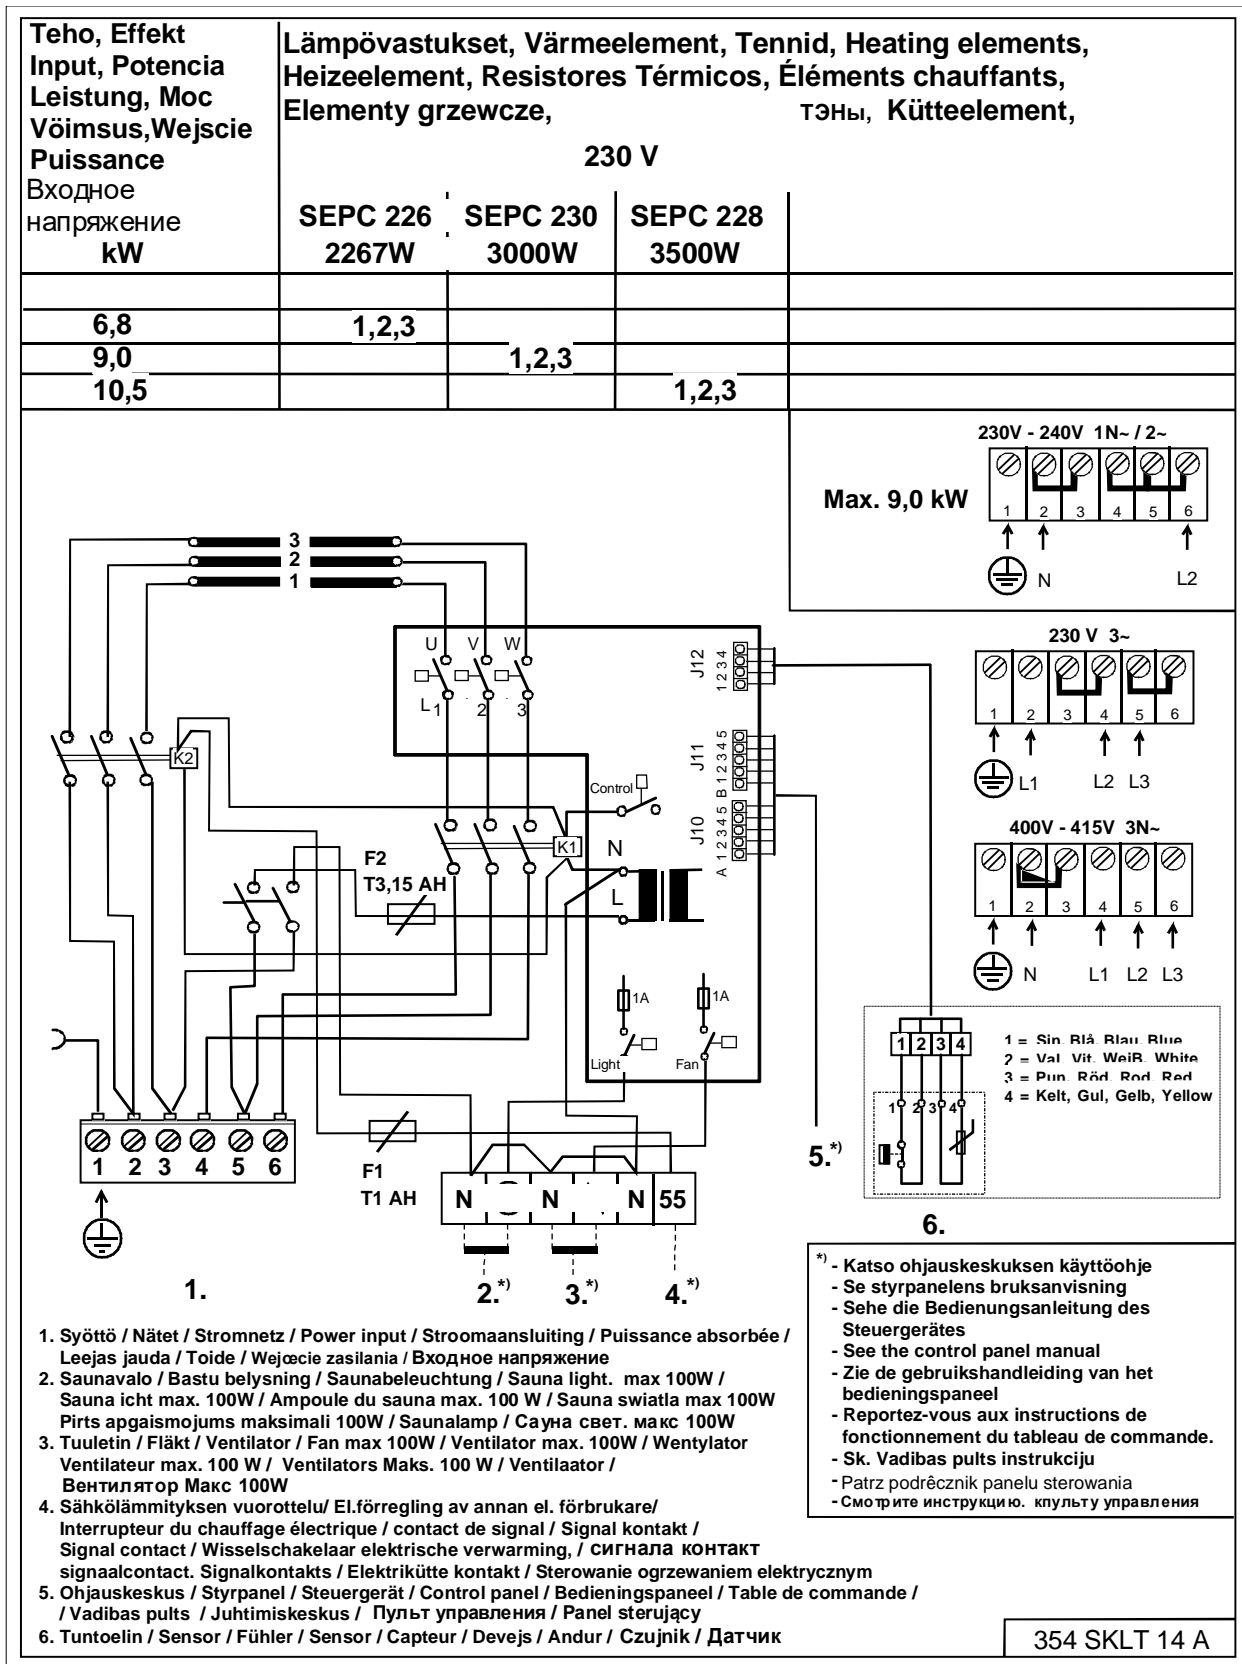 Teho, Effekt
Input, Potencia
Leistung, Moc
Vöimsus,Wejscie
Puissance
Входное
напряжение
kW
Lämpövastukset, Värmeelement, Tennid, Heating elements,
Heizeelement, Resistores Térmicos, Éléments chauffants,
Elementy grzewcze, ТЭНы, Kütteelement,
230 V
SEPC 226 SEPC 230 SEPC 228
2267W 3000W 3500W
6,8 1,2,3
9,0 1,2,3
10,5 1,2,3
230V - 240V 1N~ / 2~
Max. 9,0 kW
1 2 3 4 5 6
N L2
230 V 3~
1 2 3 4 5 6
L1 L2 L3
400V - 415V 3N~
1 2 3 4 5 6
N L1 L2 L3
3
2
1
U V W
L 1 2 3
J12
1 2 3 4
J11
B 1 2 3 4 5
J10
A 1 2 3 4 5
K2
Control
K1
N
L
F2
T3,15 AH
1A 1A
Light Fan
1 2 3 4 5 6
F1
T1 AH
N N N 55
1.
2.*)
3.*)
4.*)
5.*)
1 2 3 4
1 2 3 4
1 = Sin, Blå, Blau, Blue
2 = Val, Vit, Weiß, White
3 = Pun, Röd, Rod, Red
4 = Kelt, Gul, Gelb, Yellow
6.
*) - Katso ohjauskeskuksen käyttöohje
- Se styrpanelens bruksanvisning
- Sehe die Bedienungsanleitung des
Steuergerätes
- See the control panel manual
- Zie de gebruikshandleiding van het
bedieningspaneel
- Reportez-vous aux instructions de
fonctionnement du tableau de commande.
- Sk. Vadibas pults instrukciju
- Patrz podrêcznik panelu sterowania
- Смотрите инструкцию. кпульту управления
1. Syöttö / Nätet / Stromnetz / Power input / Stroomaansluiting / Puissance absorbée /
Leejas jauda / Toide / Wejœcie zasilania / Входное напряжение
2. Saunavalo / Bastu belysning / Saunabeleuchtung / Sauna light. max 100W /
Sauna icht max. 100W / Ampoule du sauna max. 100 W / Sauna swiatla max 100W
Pirts apgaismojums maksimali 100W / Saunalamp / Сауна свет. макс 100W
3. Tuuletin / Fläkt / Ventilator / Fan max 100W / Ventilator max. 100W / Wentylator
Ventilateur max. 100 W / Ventilators Maks. 100 W / Ventilaator /
Вентилятор Макс 100W
4. Sähkölämmityksen vuorottelu/ El.förregling av annan el. förbrukare/
Interrupteur du chauffage électrique / contact de signal / Signal kontakt /
Signal contact / Wisselschakelaar elektrische verwarming, / сигнала контакт
signaalcontact. Signalkontakts / Elektrikütte kontakt / Sterowanie ogrzewaniem elektrycznym
5. Ohjauskeskus / Styrpanel / Steuergerät / Control panel / Bedieningspaneel / Table de commande /
/ Vadibas pults / Juhtimiskeskus / Пульт управления / Panel sterujący
6. Tuntoelin / Sensor / Fühler / Sensor / Capteur / Devejs / Andur / Czujnik / Датчик
354 SKLT 14 A